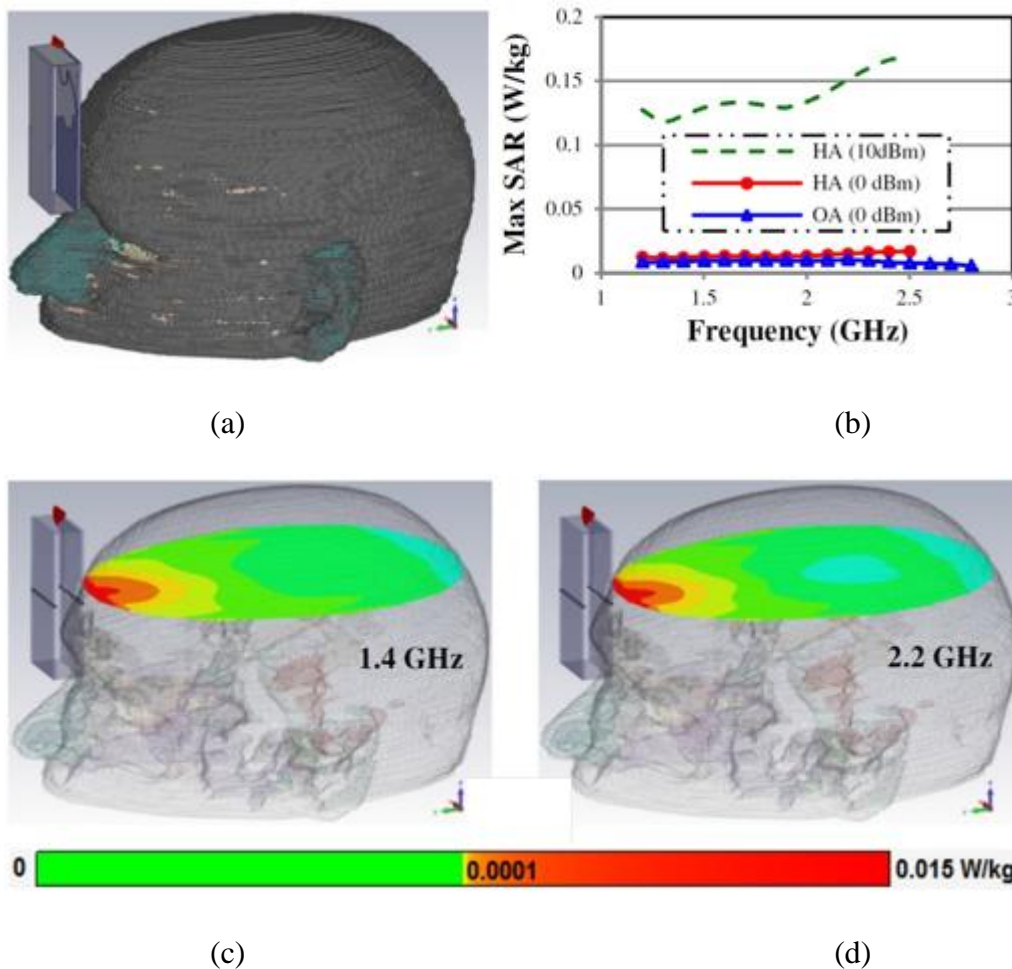 0.2
0.15
0.1
0.05
0
Max SAR (W/kg)
HA (10dBm)
HA (0 dBm)
OA (0 dBm)
1
1.5
2
2.5
3
Frequency (GHz)
(a)
(b)
1.4 GHz
2.2 GHz
0
0.0001
0.015 W/kg
(c)
(d)